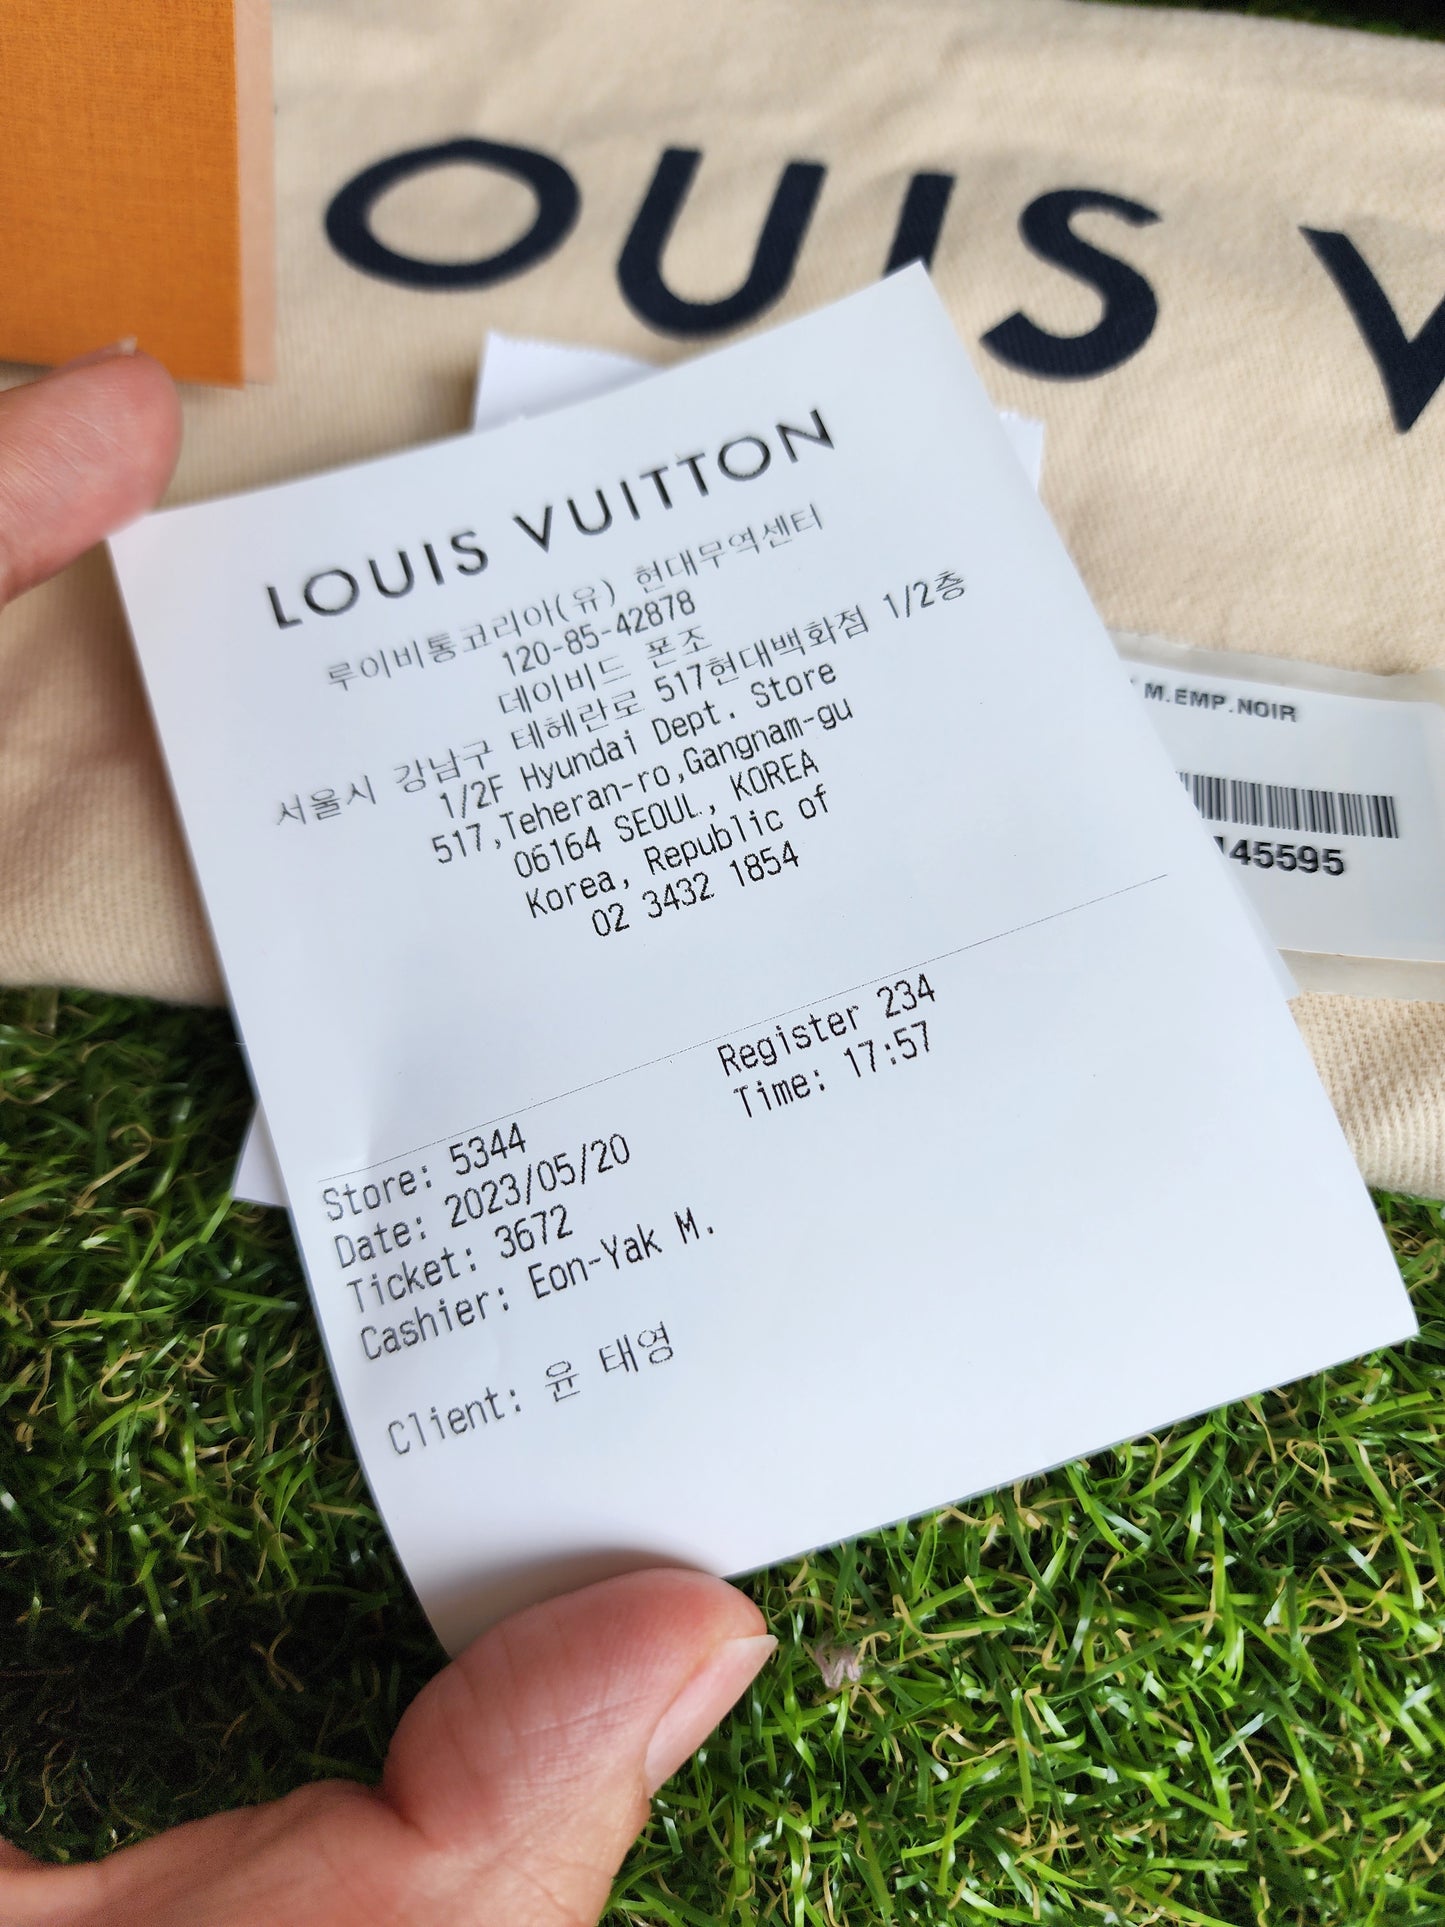 OUIS V
LOUIS VUITTON
루이비통코리아(유) 현대무역센터
120-85-42878
데이비드 폰조
서울시 강남구 테헤란로 517현대백화점 1/2층
1/2F Hyundai Dept. Store
517,Teheran-ro,Gangnam-gu
06164 SEOUL, KOREA
Korea, Republic of
02 3432 1854
Register 234
Time: 17:57
Store: 5344
Date: 2023/05/20
Ticket: 3672
Cashier: Eon-Yak M.
Client: 윤 태영
M.EMP.NOIR
145595